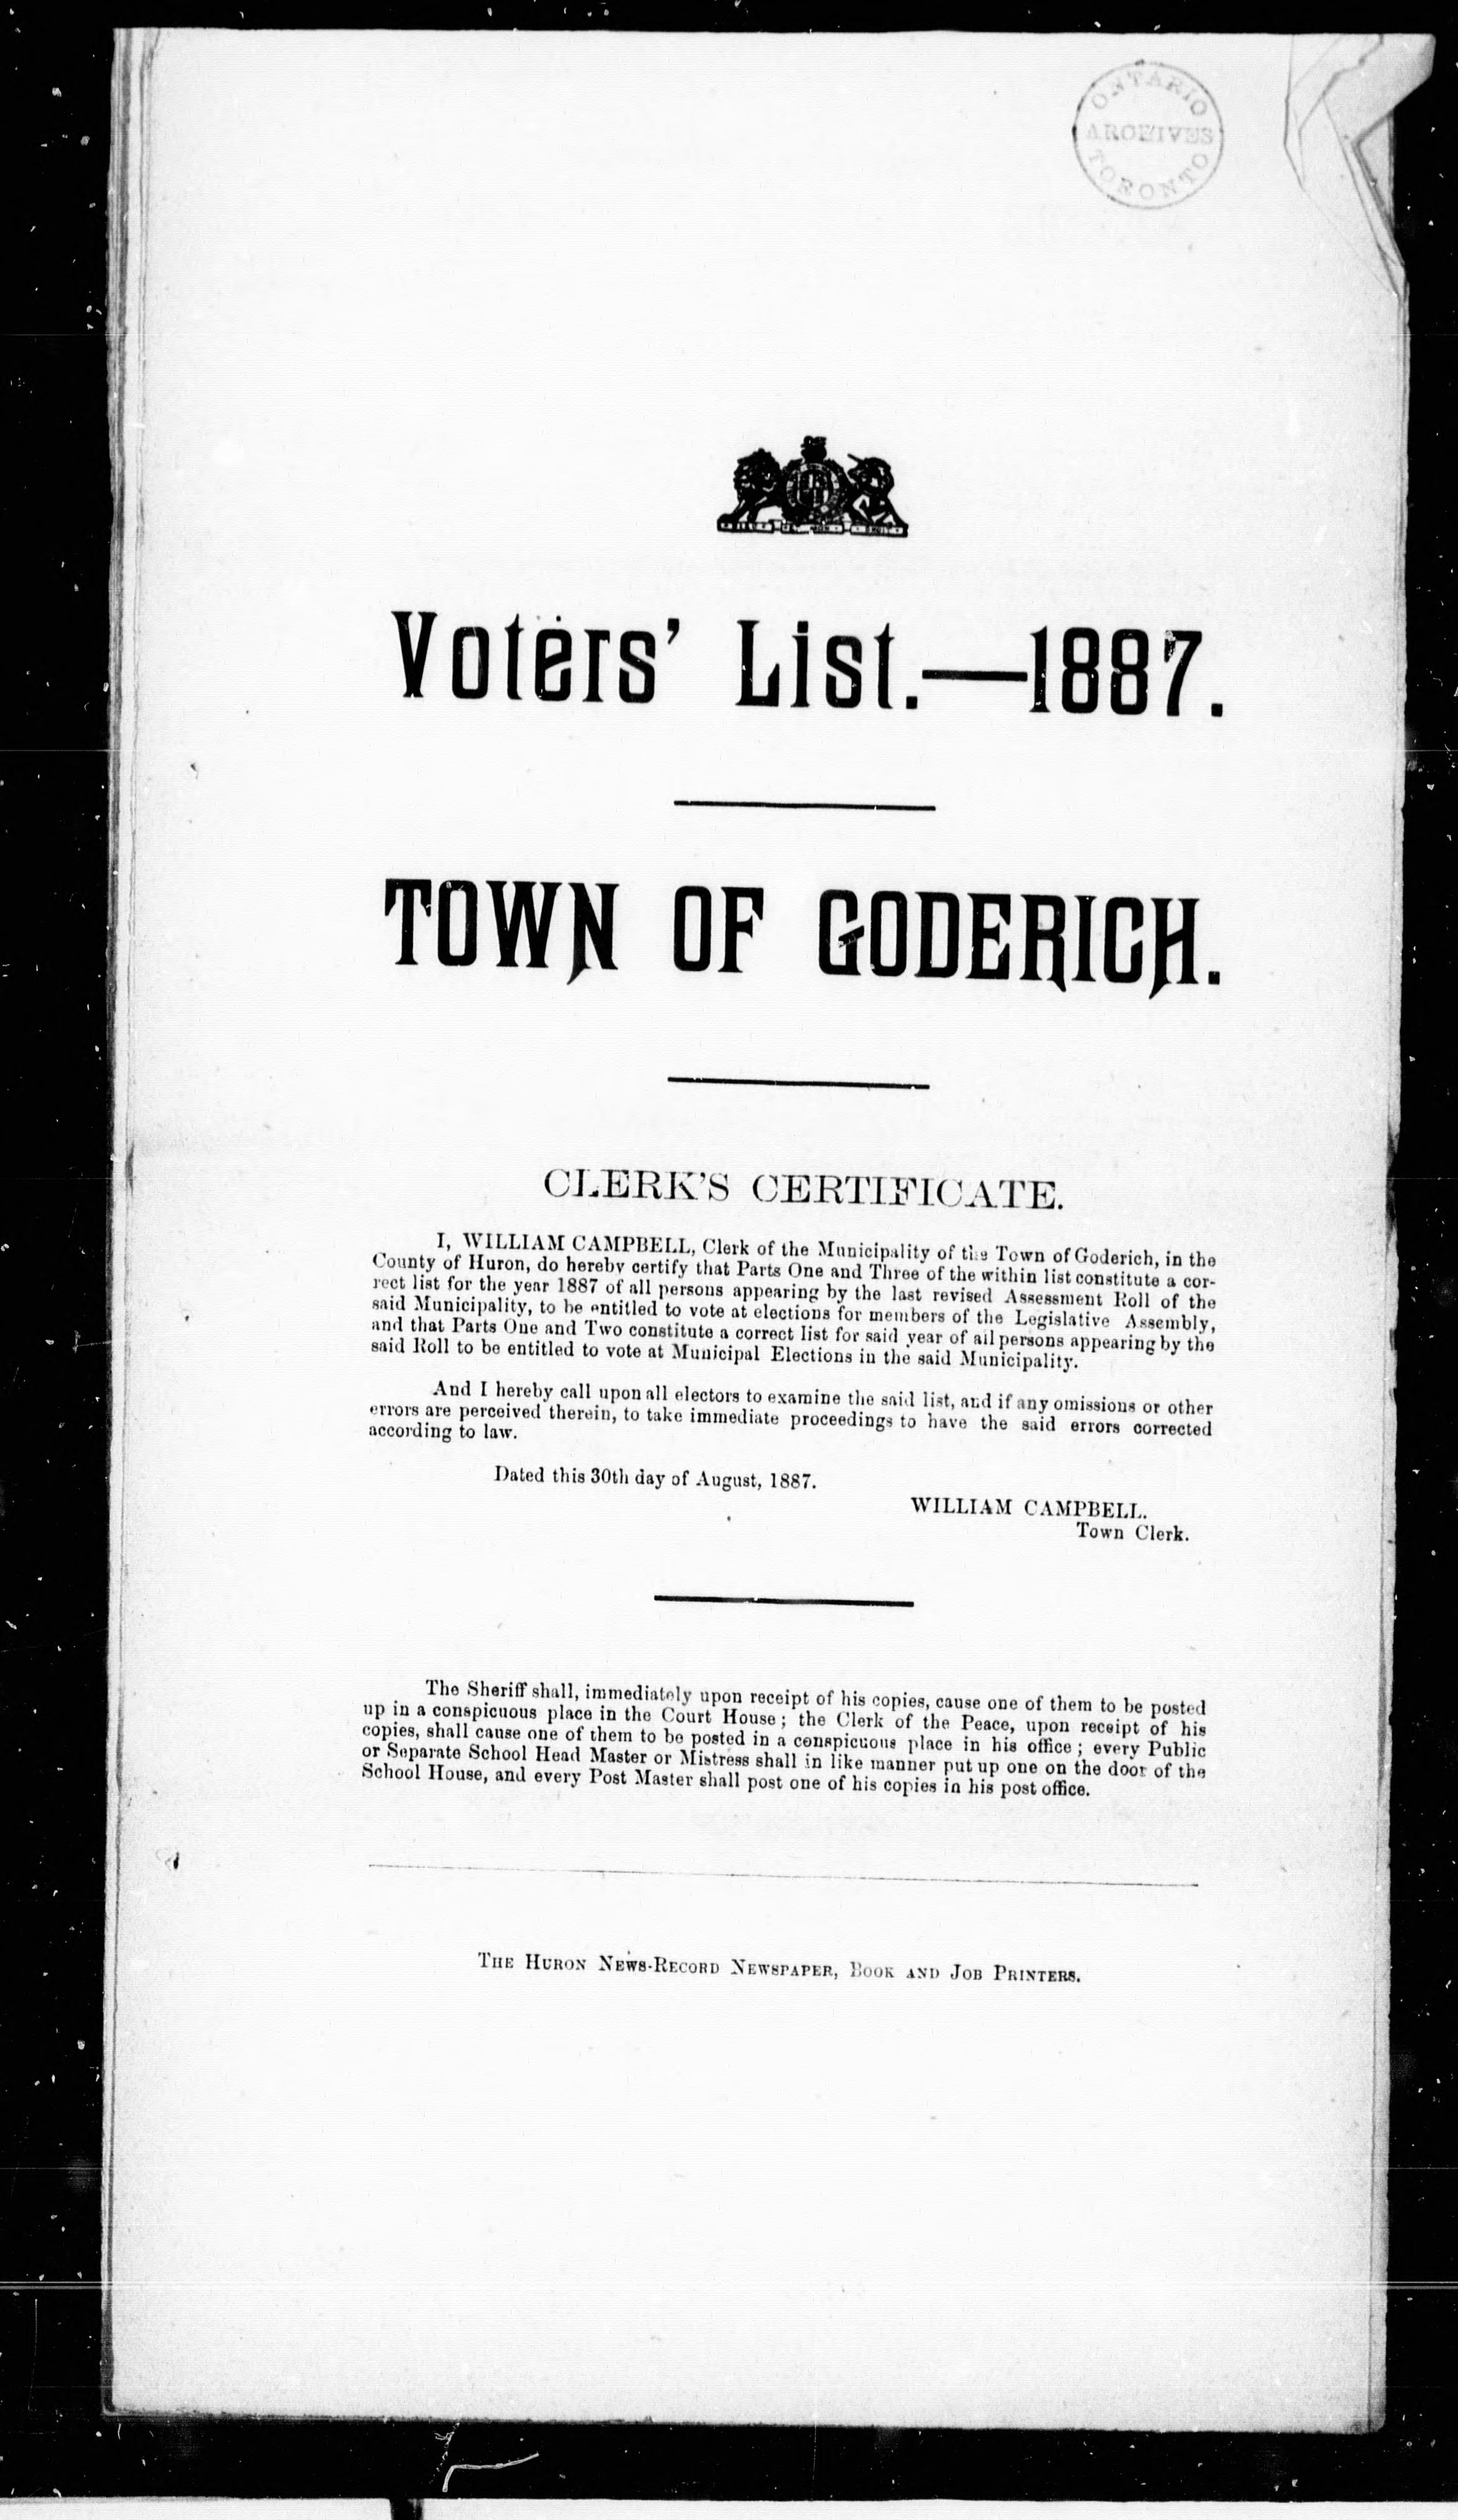 ONTARIO
ARCHIVES
TORONTO
Voters' List.—1887.
TOWN OF GODERICH.
CLERK'S CERTIFICATE.
I, WILLIAM CAMPBELL, Clerk of the Municipality of the Town of Goderich, in the
County of Huron, do hereby certify that Parts One and Three of the within list constitute a cor-
rect list for the year 1887 of all persons appearing by the last revised Assessment Roll of the
said Municipality, to be entitled to vote at elections for members of the Legislative Assembly,
and that Parts One and Two constitute a correct list for said year of all persons appearing by the
said Roll to be entitled to vote at Municipal Elections in the said Municipality.
And I hereby call upon all electors to examine the said list, and if any omissions or other
errors are perceived therein, to take immediate proceedings to have the said errors corrected
according to law.
Dated this 30th day of August, 1887.
WILLIAM CAMPBELL.
Town Clerk.
The Sheriff shall, immediately upon receipt of his copies, cause one of them to be posted
up in a conspicuous place in the Court House; the Clerk of the Peace, upon receipt of his
copies, shall cause one of them to be posted in a conspicuous place in his office; every Public
or Separate School Head Master or Mistress shall in like manner put up one on the door of the
School House, and every Post Master shall post one of his copies in his post office.
THE HURON NEWS-RECORD NEWSPAPER, BOOK AND JOB PRINTERS.